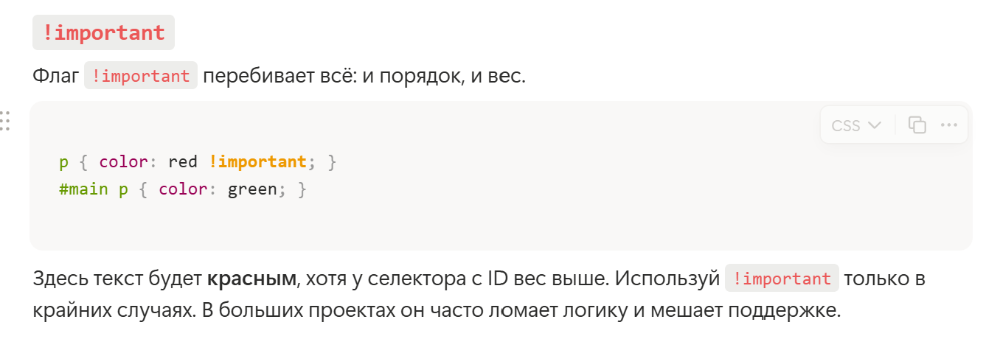 !important
Флаг !important перебивает всё: и порядок, и вес.
CSS
p { color: red !important; }
#main p { color: green; }
Здесь текст будет красным, хотя у селектора с ID вес выше. Используй !important только в
крайних случаях. В больших проектах он часто ломает логику и мешает поддержке.